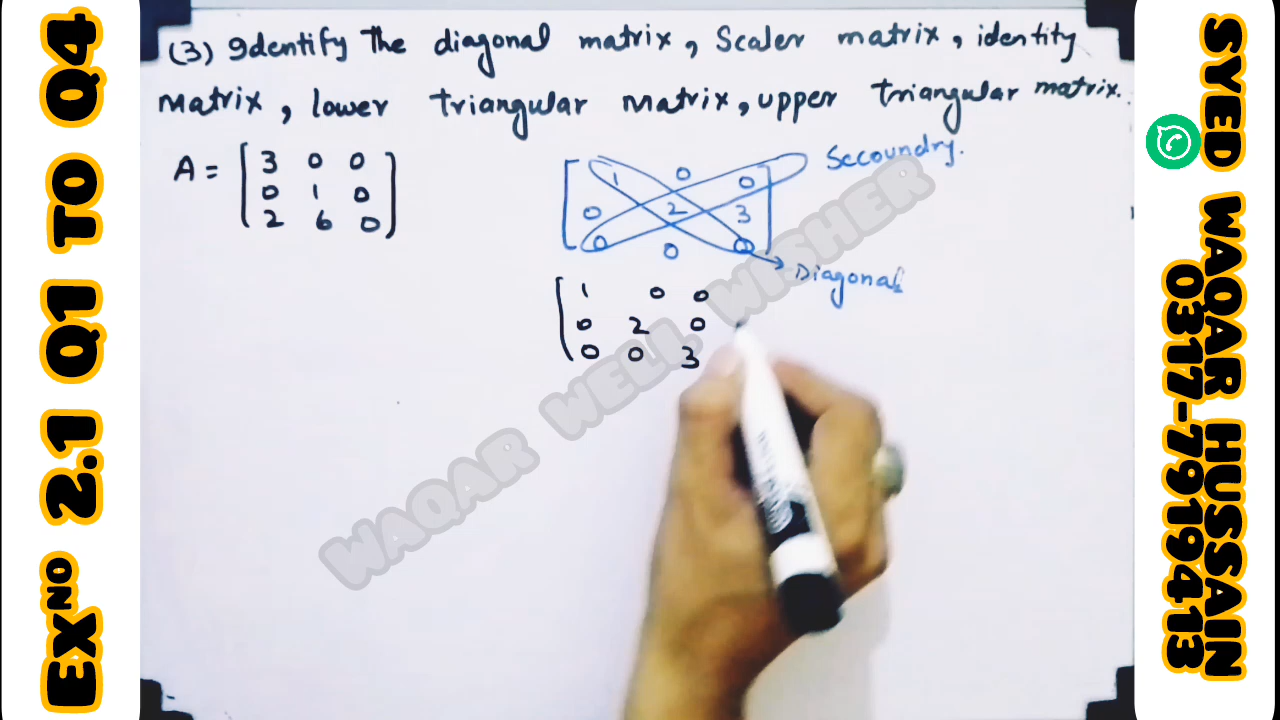 (3) Identify The diagonal matrix, Scaler matrix, identity
matrix, lower triangular matrix, upper triangular matrix.
A = [ 3 0 0
0 1 0
2 6 0 ]
[ 1 0 0
0 2 3
0 0 0 ]
Secoundry.
Diagonal
[ 1 0 0
0 2 0
0 0 3
WAQAR WELL WISHER
EXᴺᴼ 2.1 Q1 TO Q4
SYED WAQAR HUSSAIN
0317-7919413